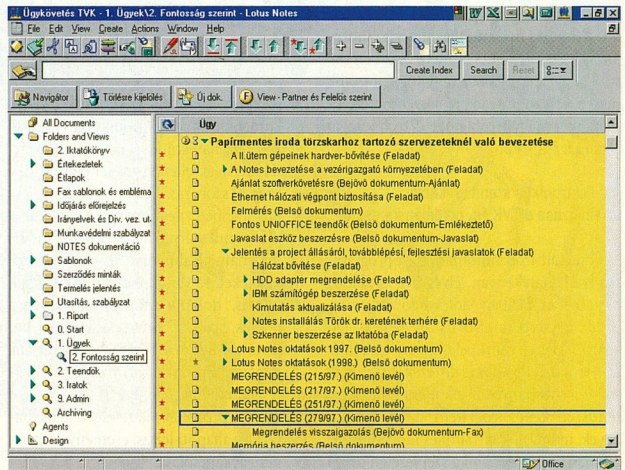 Ügykövetés TVK - 1. Ügyek\2. Fontosság szerint - Lotus Notes
File Edit View Create Actions Window Help
Create Index Search Reset
Navigátor Törlésre kijelölés Új dok. View - Partner és Felelős szerint
All Documents
Folders and Views
2. Iktatókönyv
Értekezletek
Étlapok
Fax sablonok és embléma
Időjárás előrejelzés
Irányelvek és Div. vez. ut.
Munkavédelmi szabályzat
NOTES dokumentáció
Sablonok
Szerződés minták
Termelés jelentés
Utasítás, szabályzat
1. Riport
0. Start
1. Ügyek
2. Fontosság szerint
2. Teendők
3. Iratok
9. Admin
Archiving
Agents
Design
Ügy
Papírmentes iroda törzskarhoz tartozó szervezeteknél való bevezetése
A II.ütem gépeinek hardver-bővítése (Feladat)
A Notes bevezetése a vezérigazgató környezetében (Feladat)
Ajánlat szoftverkövetésre (Bejövő dokumentum-Ajánlat)
Ethernet hálózati végpont biztosítása (Feladat)
Felmérés (Belső dokumentum)
Fontos UNIOFFICE teendők (Belső dokumentum-Emlékeztető)
Javaslat eszköz beszerzésre (Belső dokumentum-Javaslat)
Jelentés a project állásáról, továbblépési, fejlesztési javaslatok (Feladat)
Hálózat bővítése (Feladat)
HDD adapter megrendelése (Feladat)
IBM számítógép beszerzése (Feladat)
Kimutatás aktualizálása (Feladat)
Notes installálás Török dr. keretének terhére (Feladat)
Szkenner beszerzése az Iktatóba (Feladat)
Lotus Notes oktatások 1997. (Belső dokumentum)
Lotus Notes oktatások (1998.) (Belső dokumentum)
MEGRENDELÉS (215/97.) (Kimenő levél)
MEGRENDELÉS (217/97.) (Kimenő levél)
MEGRENDELÉS (251/97.) (Kimenő levél)
MEGRENDELÉS (279/97.) (Kimenő levél)
Megrendelés visszaigazolás (Bejövő dokumentum-Fax)
Memória beszerzés (Belső dokumentum)
Office